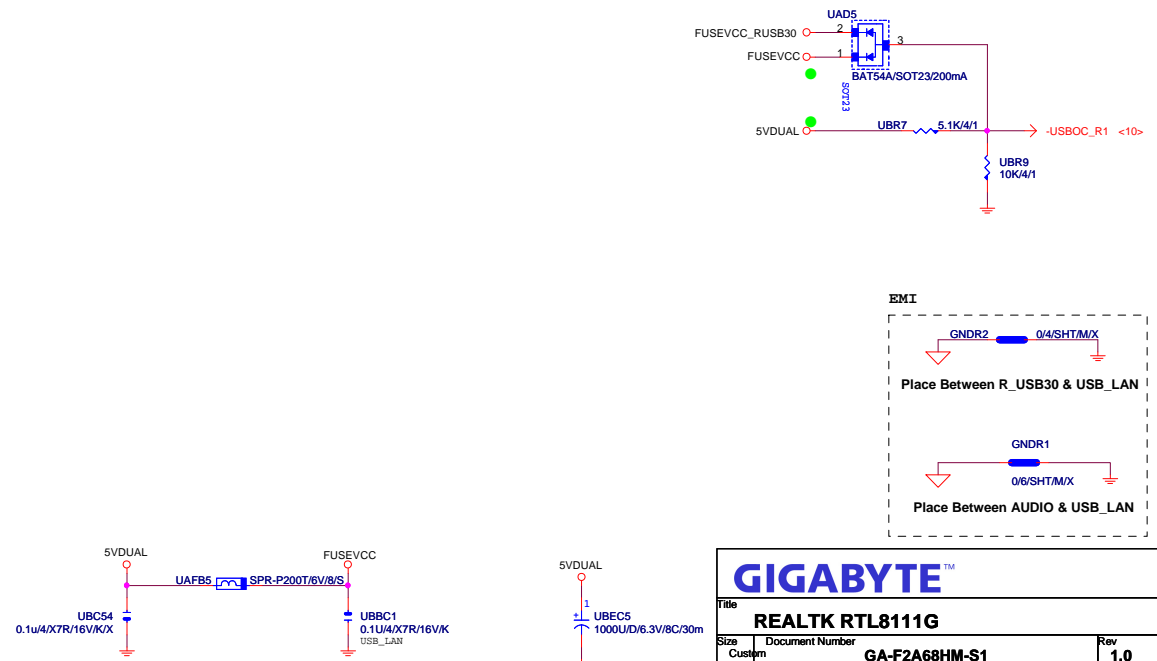 UAD5
FUSEVCC_RUSB30
2
3
FUSEVCC
1
BAT54A/SOT23/200mA
SOT23
5VDUAL
UBR7
5.1K/4/1
-USBOC_R1 <10>
UBR9
10K/4/1
EMI
GNDR2
0/4/SHT/M/X
Place Between R_USB30 & USB_LAN
GNDR1
0/6/SHT/M/X
Place Between AUDIO & USB_LAN
5VDUAL
FUSEVCC
UAFB5
SPR-P200T/6V/8/S
UBC54
0.1u/4/X7R/16V/K/X
UBBC1
0.1U/4/X7R/16V/K
USB_LAN
5VDUAL
1
+
UBEC5
1000U/D/6.3V/8C/30m
GIGABYTE™
Title
REALTK RTL8111G
Size
Custom
Document Number
GA-F2A68HM-S1
Rev
1.0